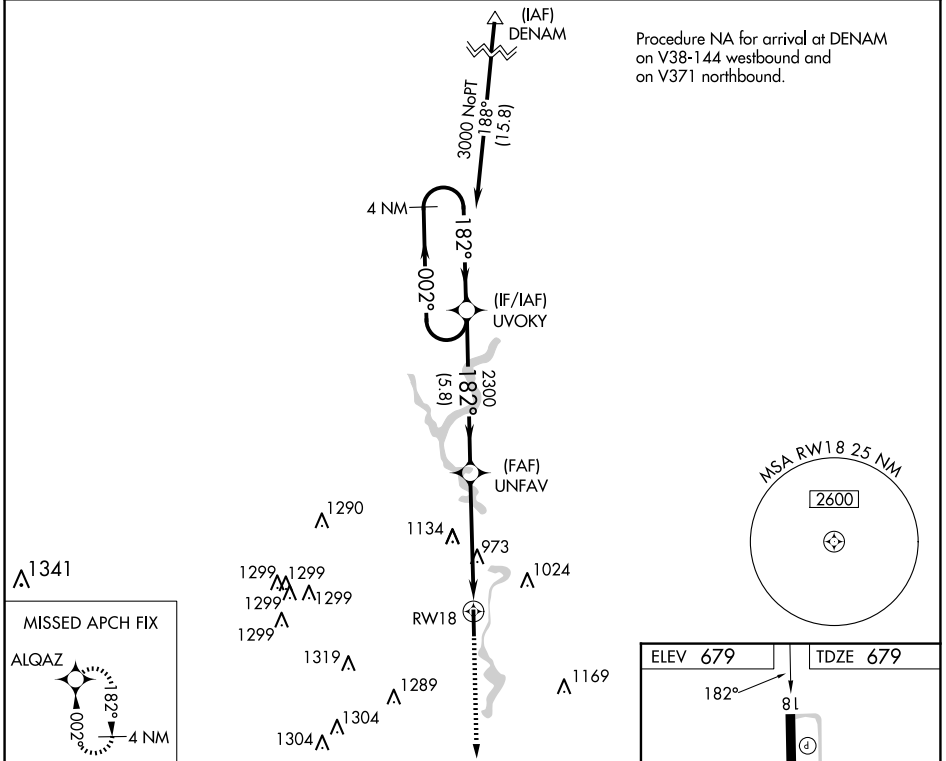 (IAF)
DENAM
Procedure NA for arrival at DENAM
on V38-144 westbound and
on V371 northbound.
3000 NoPT
188°
(15.8)
4 NM
182°
002°
(IF/IAF)
UVOKY
2300
182°
(5.8)
(FAF)
UNFAV
MSA RW18 25 NM
2600
1290
1134
973
1341
1299
1299
1024
1299
1299
1299
RW18
MISSED APCH FIX
ALQAZ
182°
002°
4 NM
1319
1289
1169
1304
1304
ELEV 679
TDZE 679
182°
18
P